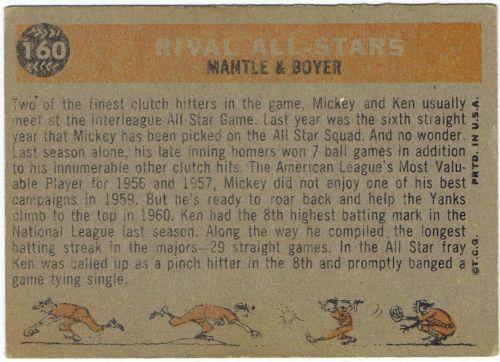 160
RIVAL ALL-STARS
MANTLE & BOYER
Two of the finest clutch hitters in the game, Mickey and Ken usually
meet at the interleague All Star Game. Last year was the sixth straight
year that Mickey has been picked on the All Star Squad. And no wonder.
Last season alone, his late inning homers won 7 ball games in addition
to his innumerable other clutch hits. The American League's Most Valu-
able Player for 1956 and 1957, Mickey did not enjoy one of his best
campaigns in 1959. But he's ready to roar back and help the Yanks
climb to the top in 1960. Ken had the 8th highest batting mark in the
National League last season. Along the way he compiled the longest
batting streak in the majors–29 straight games. In the All Star fray
Ken was called up as a pinch hitter in the 8th and promptly banged a
game tying single.
©T.C.G. PRTD. IN U.S.A.